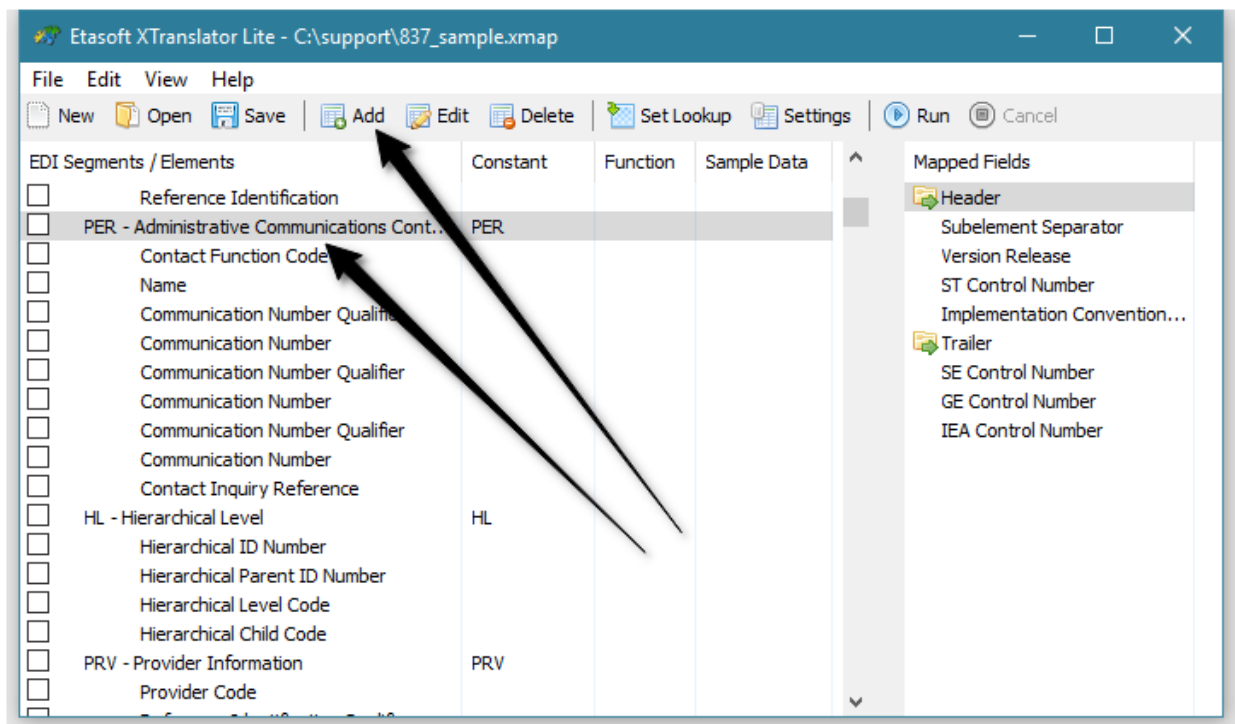 Etasoft XTranslator Lite - C:\support\837_sample.xmap
File Edit View Help
New Open Save Add Edit Delete Set Lookup Settings Run Cancel
EDI Segments / Elements Constant Function Sample Data Mapped Fields
Reference Identification Header
PER - Administrative Communications Cont... PER Subelement Separator
Contact Function Code Version Release
Name ST Control Number
Communication Number Qualifier Implementation Convention...
Communication Number Trailer
Communication Number Qualifier SE Control Number
Communication Number GE Control Number
Communication Number Qualifier IEA Control Number
Communication Number
Contact Inquiry Reference
HL - Hierarchical Level HL
Hierarchical ID Number
Hierarchical Parent ID Number
Hierarchical Level Code
Hierarchical Child Code
PRV - Provider Information PRV
Provider Code